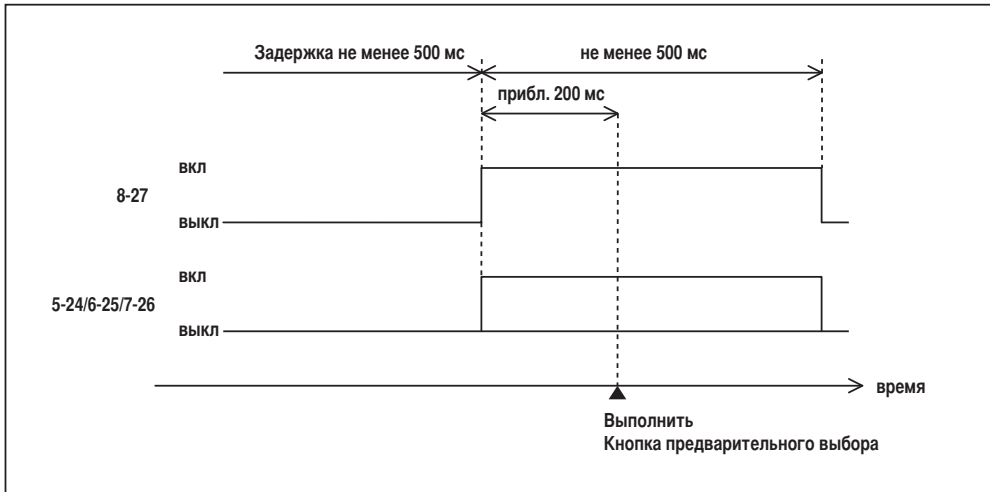 Задержка не менее 500 мс
не менее 500 мс
прибл. 200 мс
вкл
8-27
выкл
вкл
5-24/6-25/7-26
выкл
время
Выполнить
Кнопка предварительного выбора